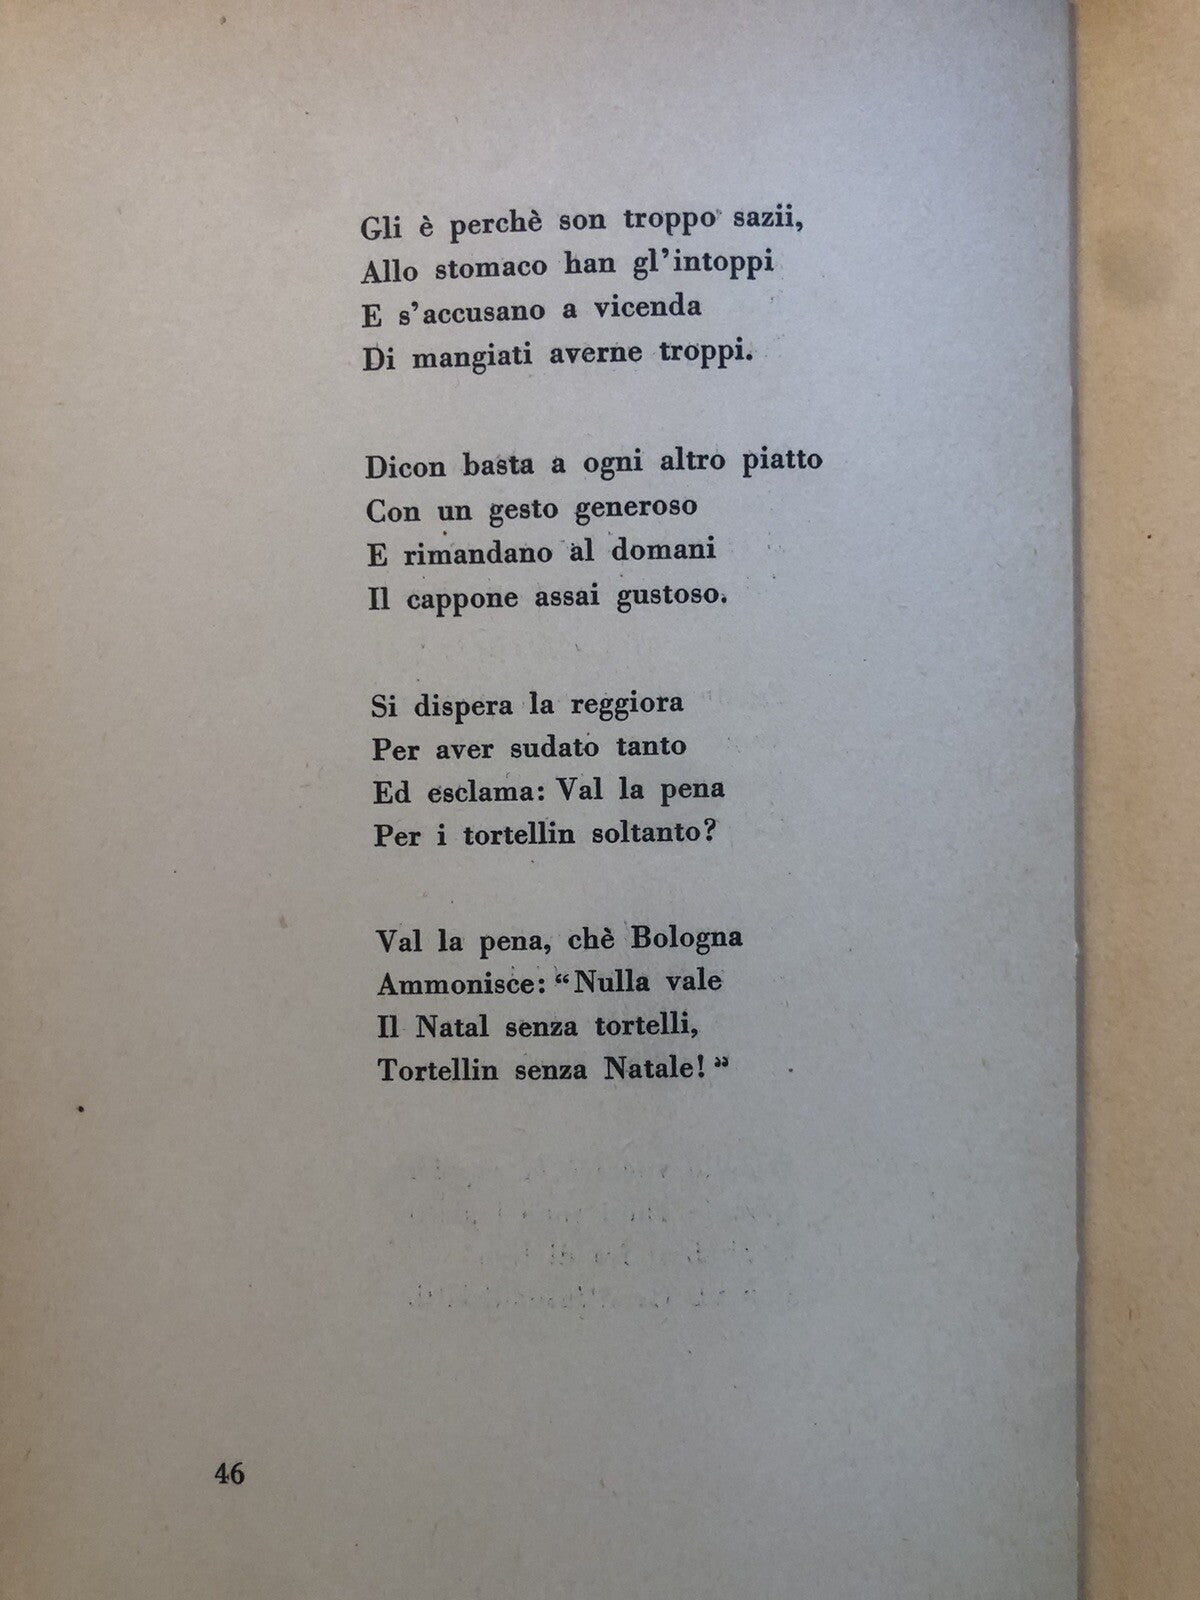 Gli è perchè son troppo sazii,
Allo stomaco han gl'intoppi
E s'accusano a vicenda
Di mangiati averne troppi.
Dicon basta a ogni altro piatto
Con un gesto generoso
E rimandano al domani
Il cappone assai gustoso.
Si dispera la reggiora
Per aver sudato tanto
Ed esclama: Val la pena
Per i tortellin soltanto?
Val la pena, chè Bologna
Ammonisce: “Nulla vale
Il Natal senza tortelli,
Tortellin senza Natale!”
46